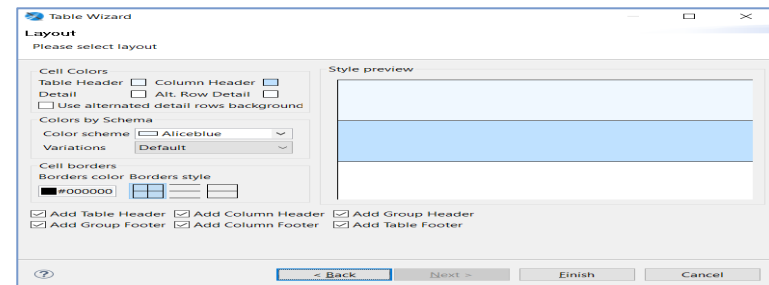 Table Wizard
Layout
Please select layout
Cell Colors
Table Header Column Header
Detail Alt. Row Detail
Use alternated detail rows background
Colors by Schema
Color scheme Aliceblue
Variations Default
Cell borders
Borders color Borders style
#000000
Style preview
Add Table Header Add Column Header Add Group Header
Add Group Footer Add Column Footer Add Table Footer
? < Back Next > Finish Cancel